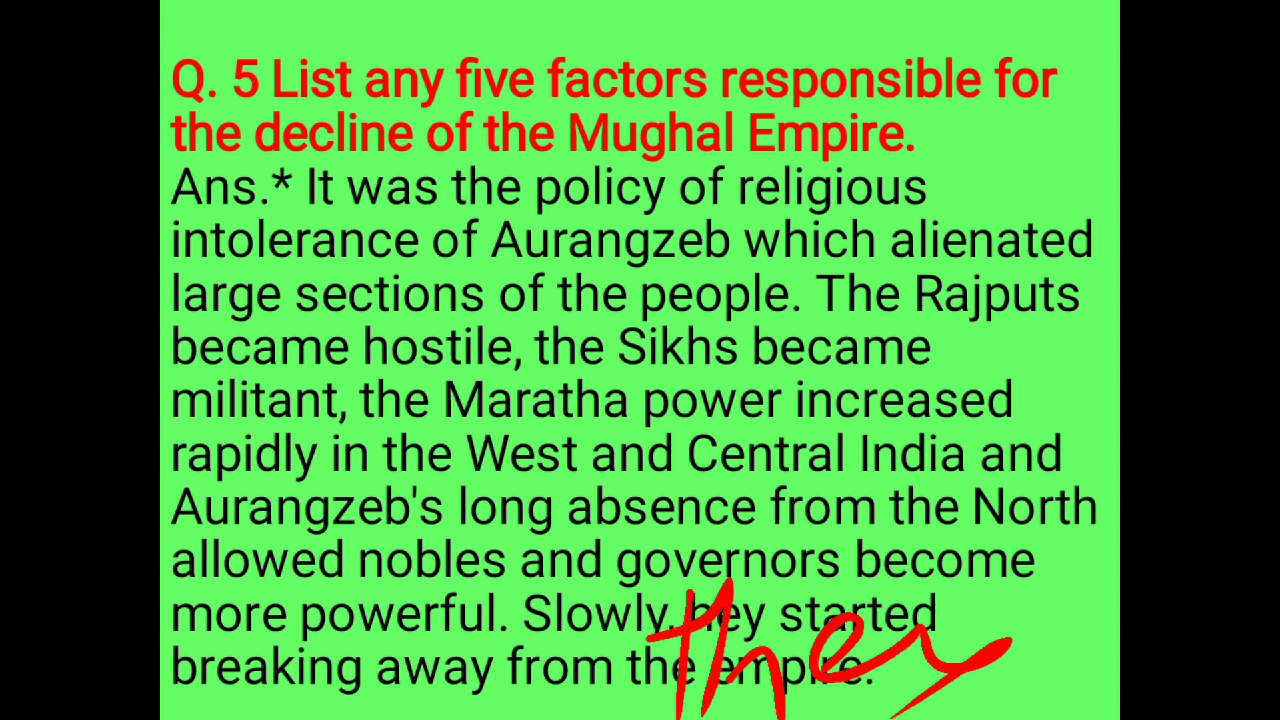 Q. 5 List any five factors responsible for
the decline of the Mughal Empire.
Ans.* It was the policy of religious
intolerance of Aurangzeb which alienated
large sections of the people. The Rajputs
became hostile, the Sikhs became
militant, the Maratha power increased
rapidly in the West and Central India and
Aurangzeb's long absence from the North
allowed nobles and governors become
more powerful. Slowly, hey started
they
breaking away from the empire.